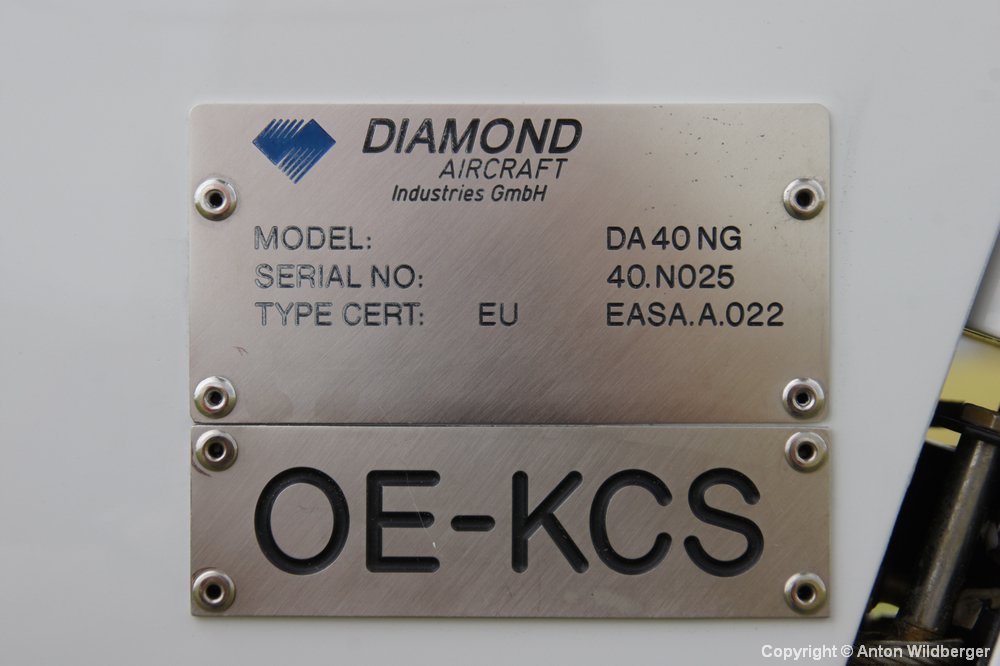 DIAMOND
AIRCRAFT
Industries GmbH
MODEL: DA 40 NG
SERIAL NO: 40.N025
TYPE CERT: EU EASA.A.022
OE-KCS
Copyright © Anton Wildberger